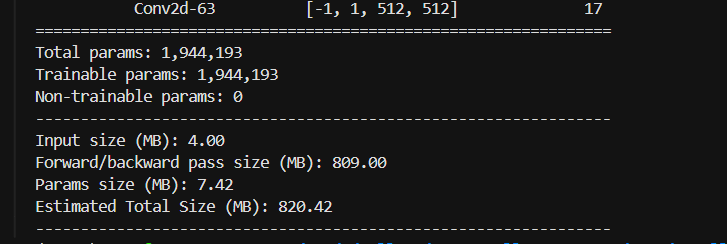 Conv2d-63 [-1, 1, 512, 512] 17
================================================================
Total params: 1,944,193
Trainable params: 1,944,193
Non-trainable params: 0
----------------------------------------------------------------
Input size (MB): 4.00
Forward/backward pass size (MB): 809.00
Params size (MB): 7.42
Estimated Total Size (MB): 820.42
----------------------------------------------------------------